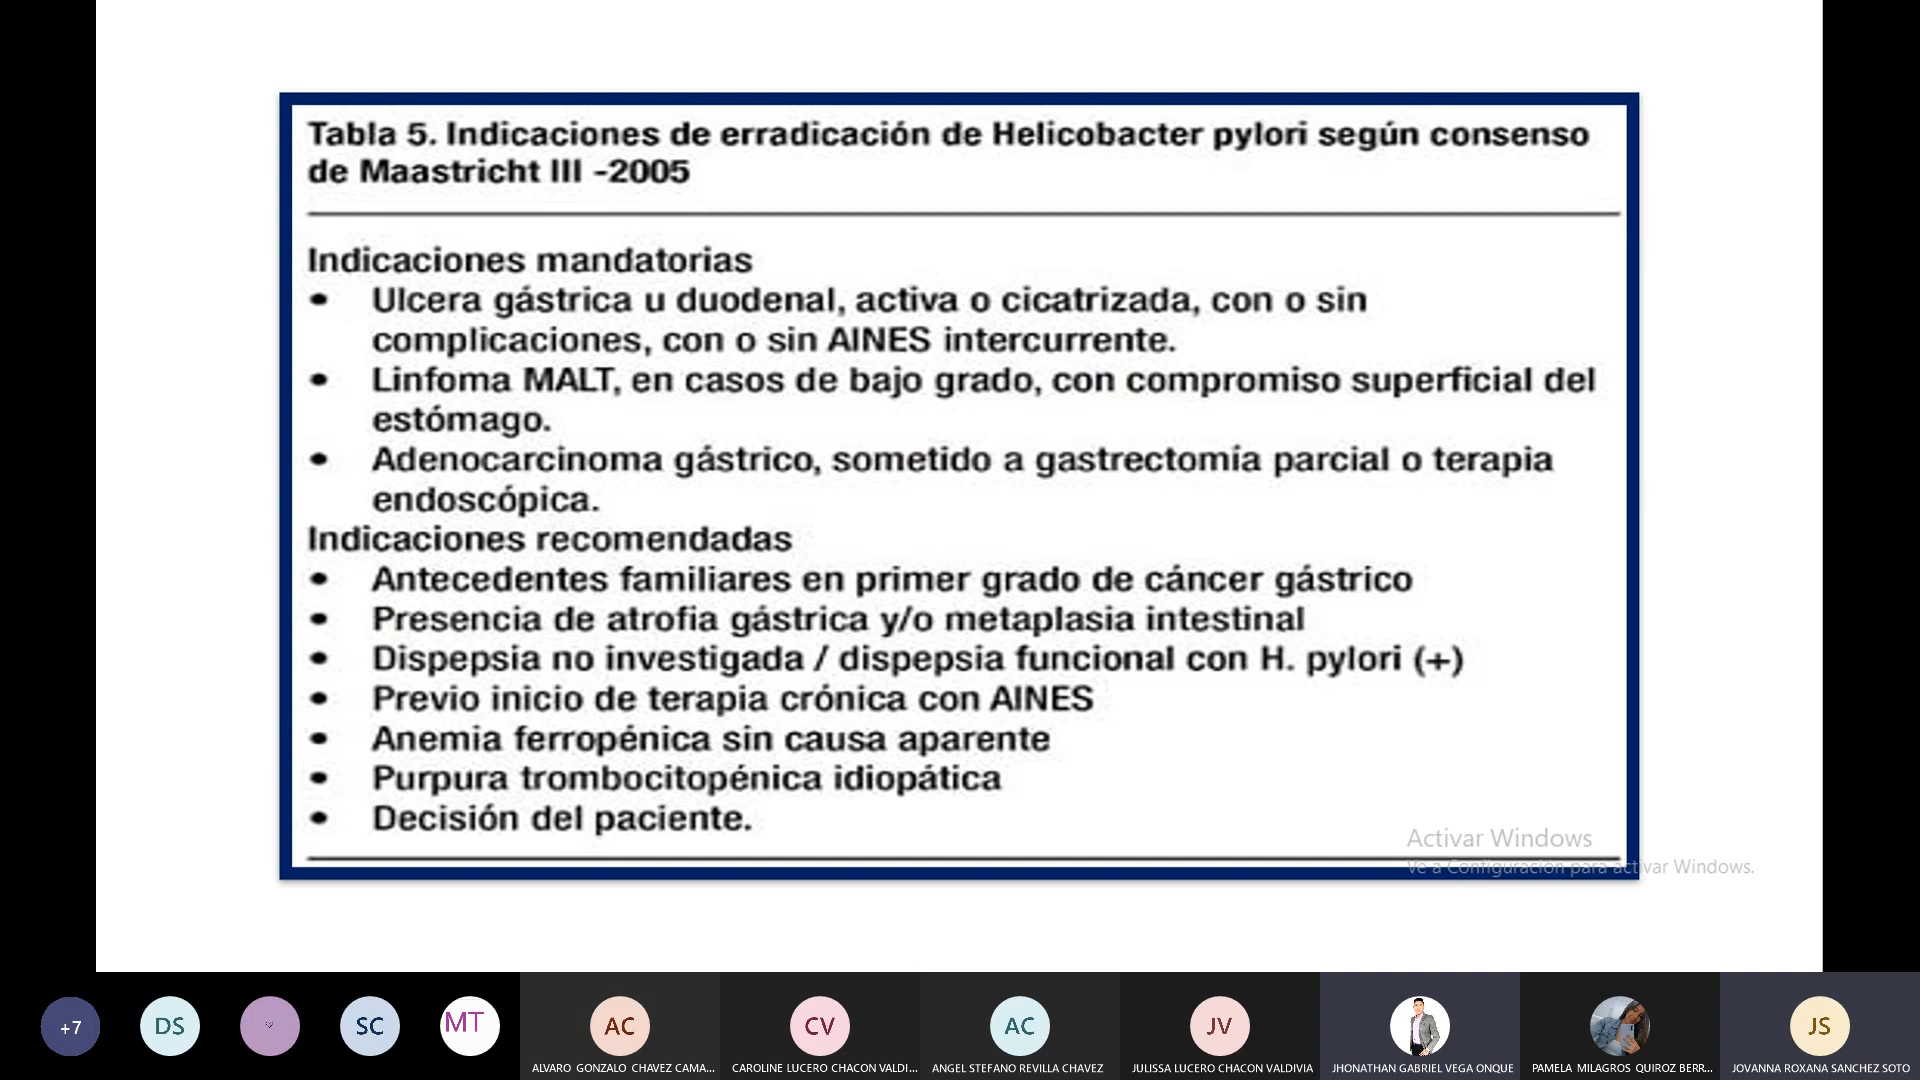 Tabla 5. Indicaciones de erradicación de Helicobacter pylori según consenso
de Maastricht III -2005
Indicaciones mandatorias
• Ulcera gástrica u duodenal, activa o cicatrizada, con o sin
complicaciones, con o sin AINES intercurrente.
• Linfoma MALT, en casos de bajo grado, con compromiso superficial del
estómago.
• Adenocarcinoma gástrico, sometido a gastrectomía parcial o terapia
endoscópica.
Indicaciones recomendadas
• Antecedentes familiares en primer grado de cáncer gástrico
• Presencia de atrofia gástrica y/o metaplasia intestinal
• Dispepsia no investigada / dispepsia funcional con H. pylori (+)
• Previo inicio de terapia crónica con AINES
• Anemia ferropénica sin causa aparente
• Purpura trombocitopénica idiopática
• Decisión del paciente.
Activar Windows
Ve a Configuración para activar Windows.
+7 DS SC MT AC CV AC JV JS
ALVARO GONZALO CHAVEZ CAMA... CAROLINE LUCERO CHACON VALDI... ANGEL STEFANO REVILLA CHAVEZ JULISSA LUCERO CHACON VALDIVIA JHONATHAN GABRIEL VEGA ONQUE PAMELA MILAGROS QUIROZ BERR... JOVANNA ROXANA SANCHEZ SOTO